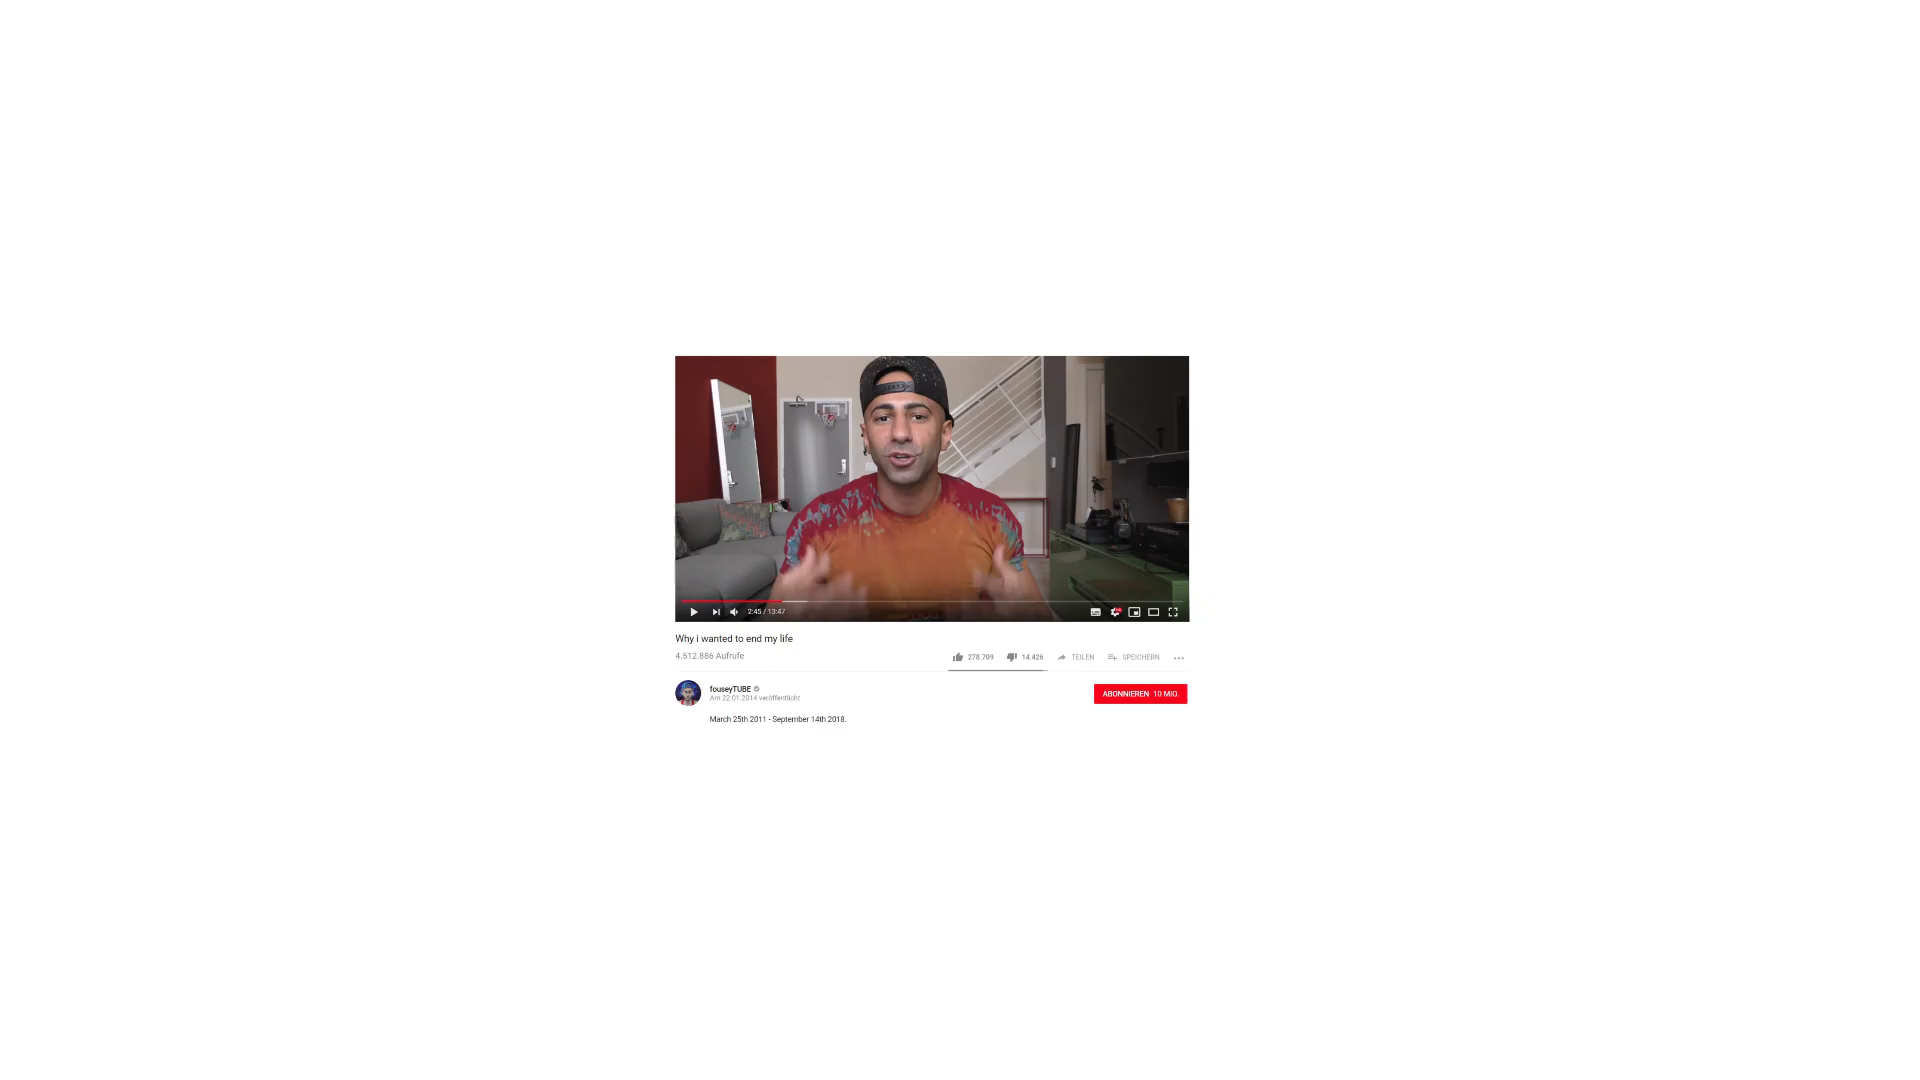 2:45 / 13:47
Why i wanted to end my life
4.512.886 Aufrufe
278.709 14.426 TEILEN SPEICHERN
fouseyTUBE
Am 22.01.2014 veröffentlicht
ABONNIEREN 10 MIO.
March 25th 2011 - September 14th 2018.